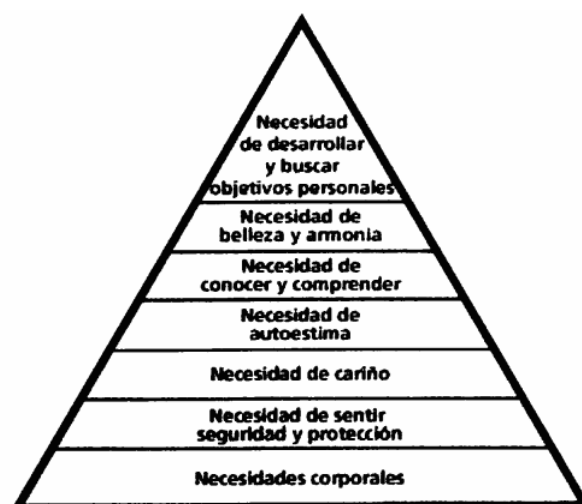 Necesidad
de desarrollar
y buscar
objetivos personales
Necesidad de
belleza y armonia
Necesidad de
conocer y comprender
Necesidad de
autoestima
Necesidad de cariño
Necesidad de sentir
seguridad y protección
Necesidades corporales